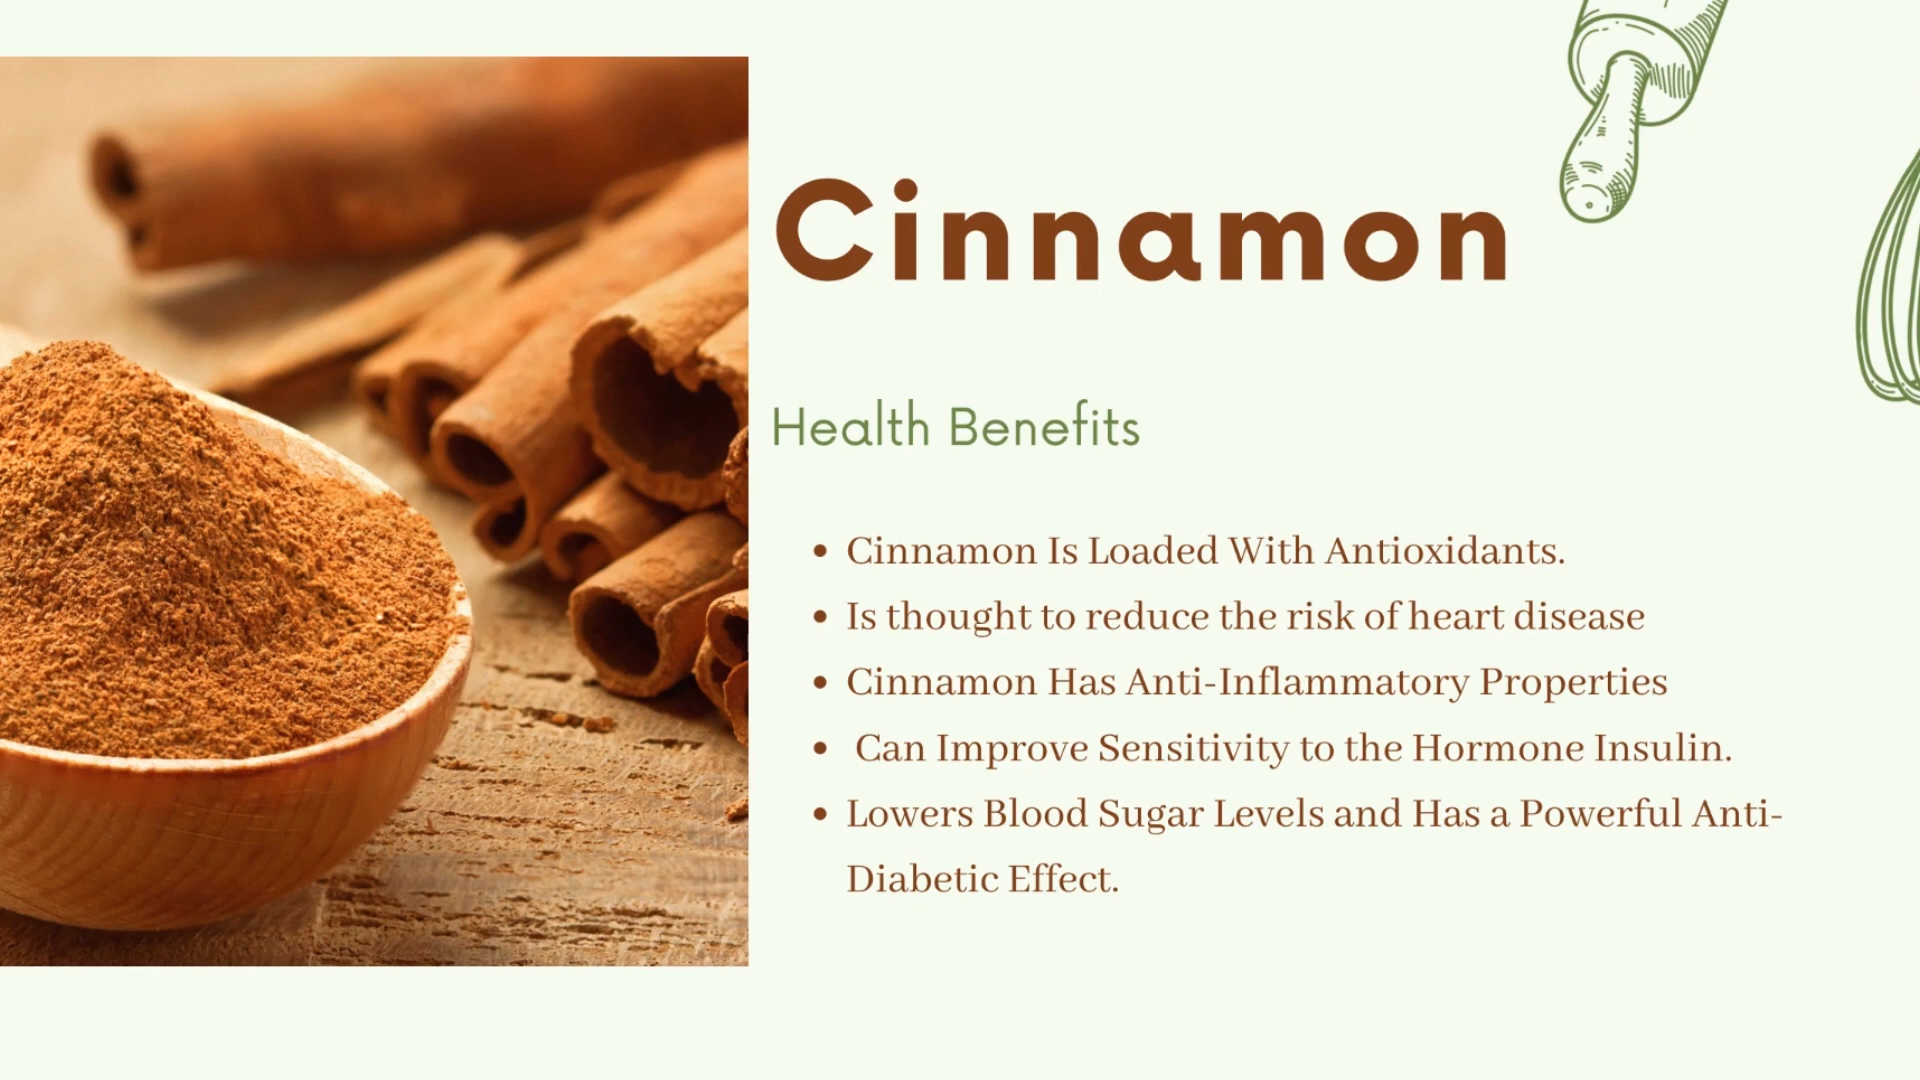 Cinnamon
Health Benefits
• Cinnamon Is Loaded With Antioxidants.
• Is thought to reduce the risk of heart disease
• Cinnamon Has Anti-Inflammatory Properties
• Can Improve Sensitivity to the Hormone Insulin.
• Lowers Blood Sugar Levels and Has a Powerful Anti-
Diabetic Effect.